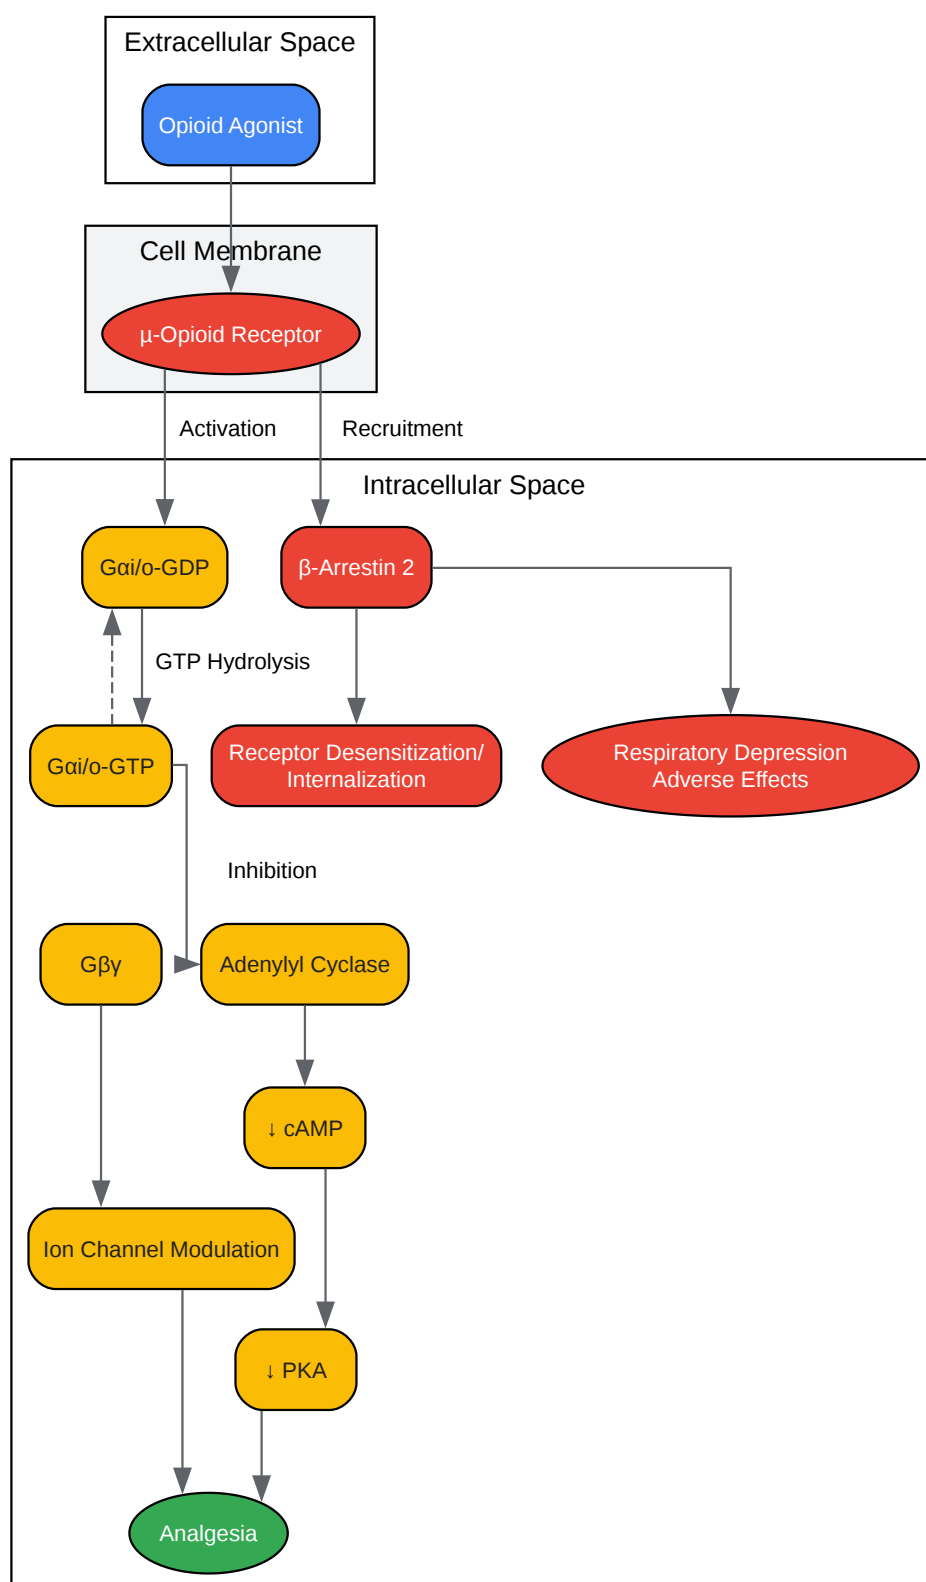 Extracellular Space
Opioid Agonist
Cell Membrane
μ-Opioid Receptor
Activation
Recruitment
Intracellular Space
Gαi/o-GDP
β-Arrestin 2
GTP Hydrolysis
Gαi/o-GTP
Receptor Desensitization/
Internalization
Respiratory Depression
Adverse Effects
Inhibition
Gβγ
Adenylyl Cyclase
↓ cAMP
Ion Channel Modulation
↓ PKA
Analgesia